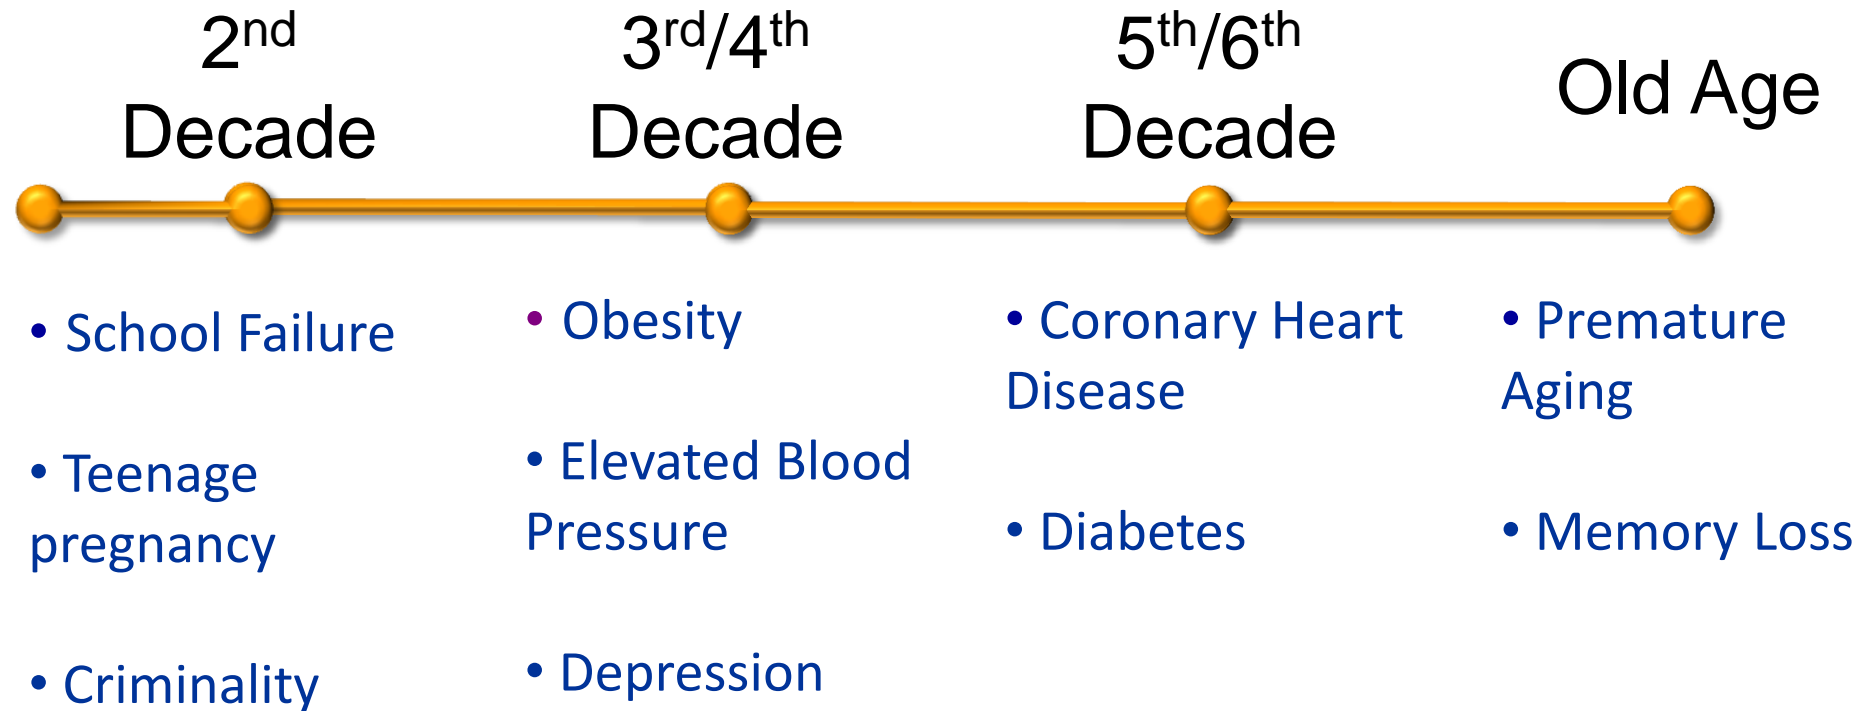 2nd
Decade
3rd/4th
Decade
5th/6th
Decade
Old Age
• School Failure
• Teenage
pregnancy
• Criminality
• Obesity
• Elevated Blood
Pressure
• Depression
• Coronary Heart
Disease
• Diabetes
• Premature
Aging
• Memory Loss